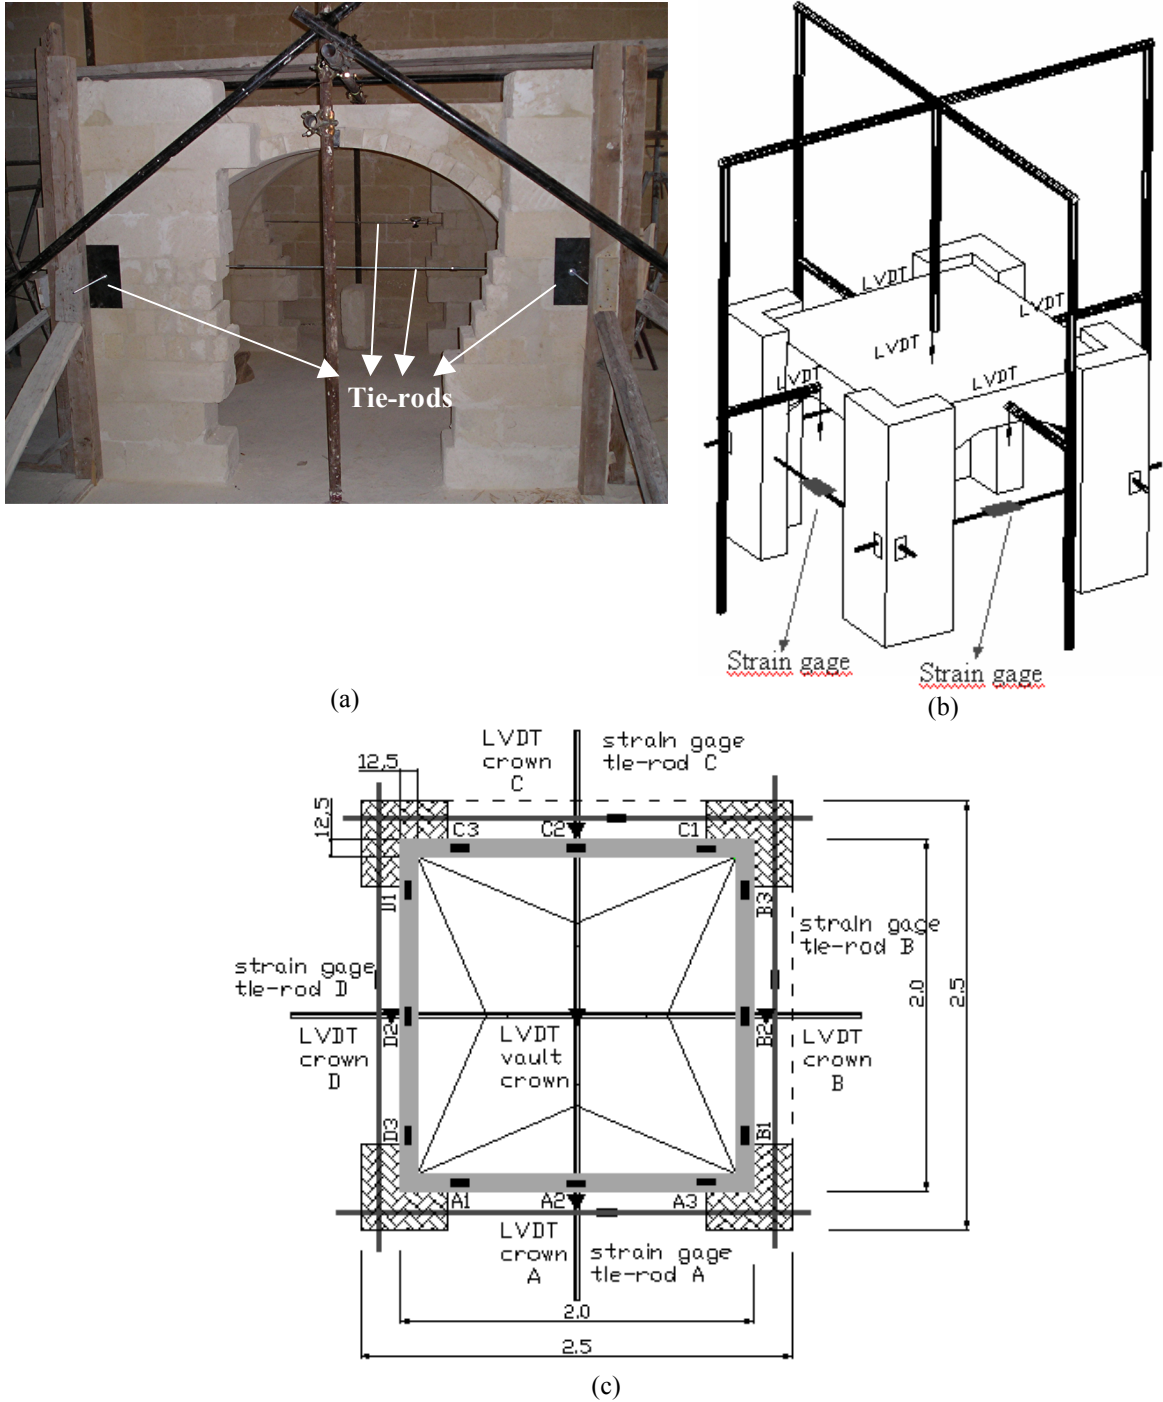 Tie-rods
LVDT
LVDT
LVDT
LVDT
LVDT
Strain gage
Strain gage
(a)
(b)
LVDT
crown
C
strain gage
tie-rod C
12,5
12,5
C3
C2
C1
D1
B3
strain gage
tie-rod B
strain gage
tie-rod D
2.0
2.5
D2
B2
LVDT
crown
D
LVDT
vault
crown
LVDT
crown
B
D3
B1
A1
A2
A3
LVDT
crown
A
strain gage
tie-rod A
2.0
2.5
(c)